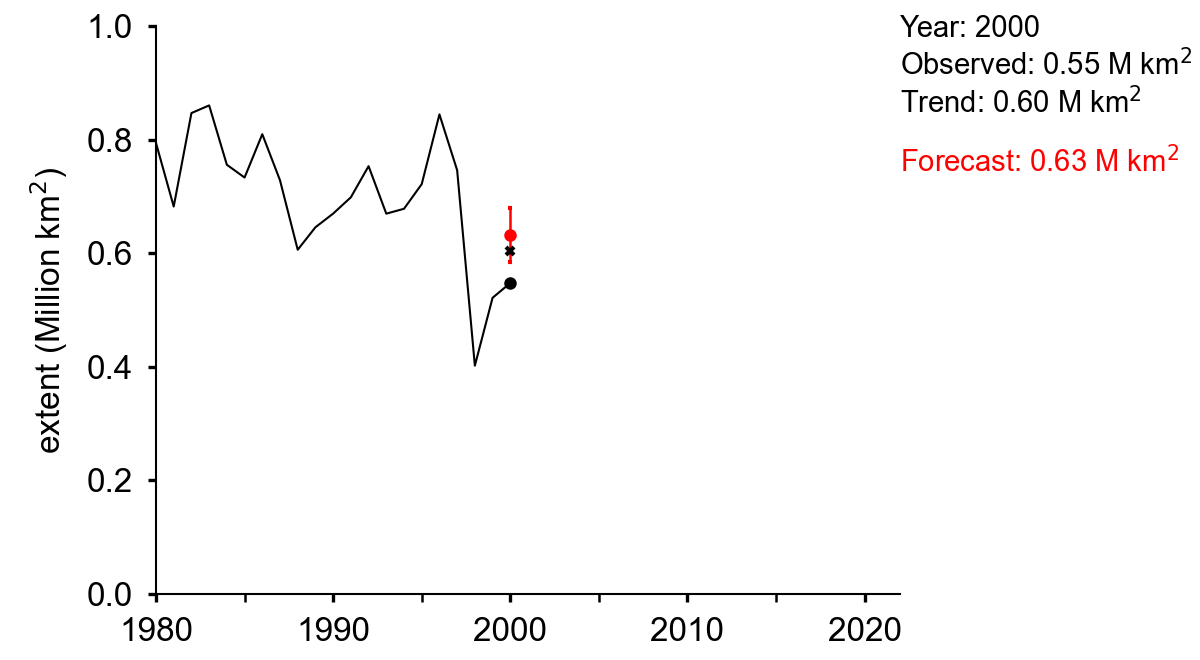 Year: 2000
Observed: 0.55 M km²
Trend: 0.60 M km²
Forecast: 0.63 M km²
extent (Million km²)
1.0
0.8
0.6
0.4
0.2
0.0
1980 1990 2000 2010 2020